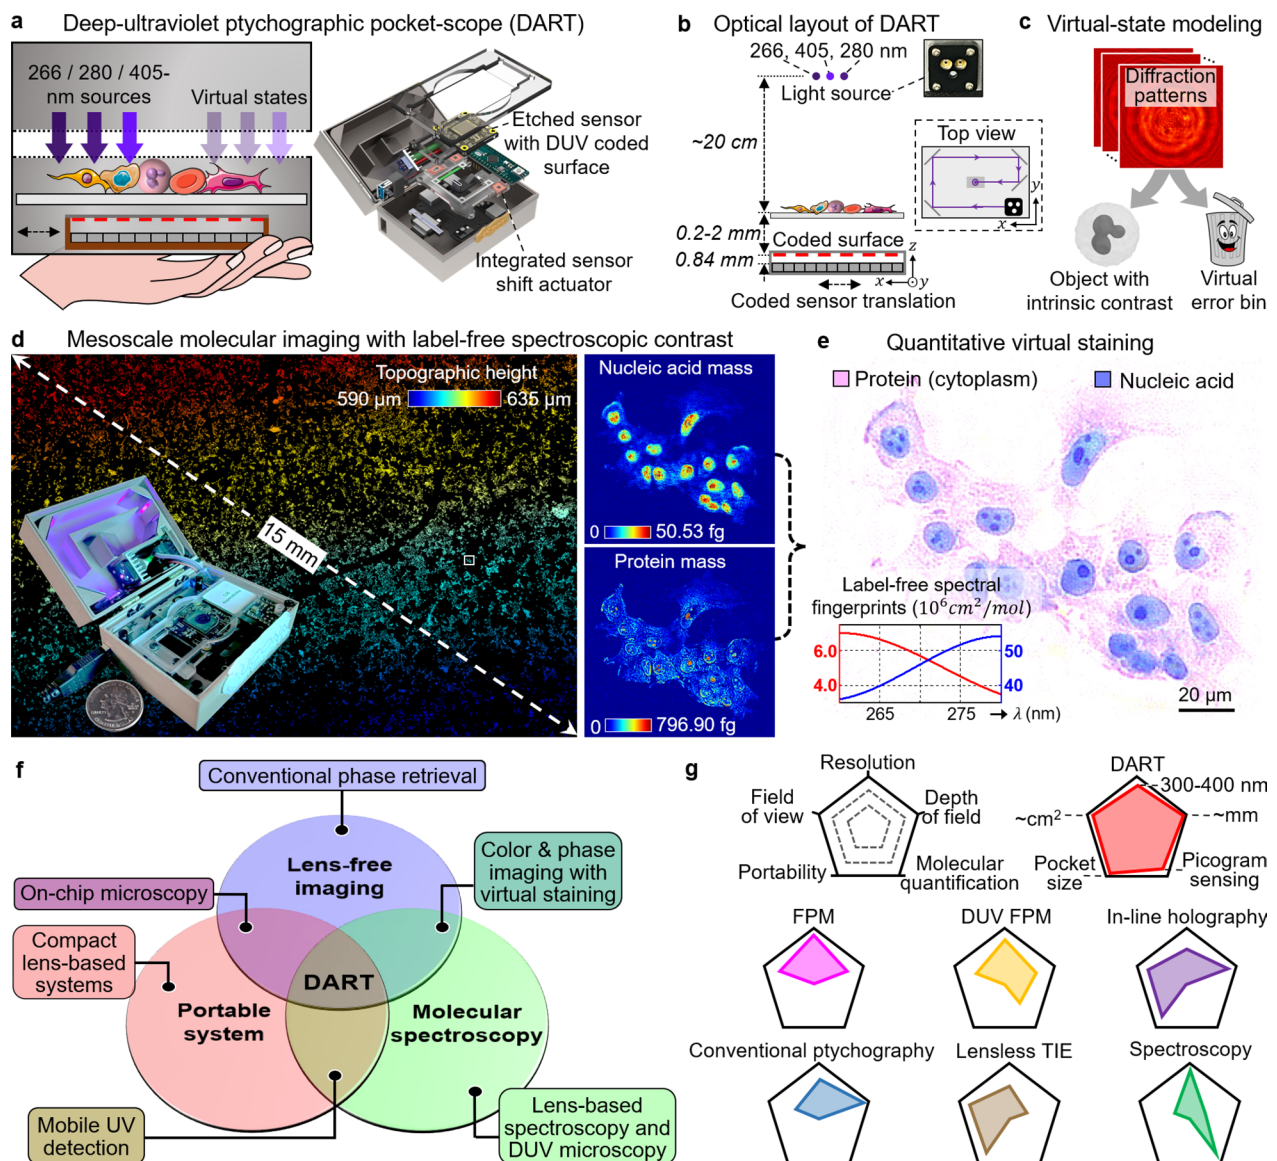 a Deep-ultraviolet ptychographic pocket-scope (DART)
266 / 280 / 405-
nm sources
Virtual states
Etched sensor
with DUV coded
surface
Integrated sensor
shift actuator
b Optical layout of DART
266, 405, 280 nm
Light source
~20 cm
Top view
y
x
0.2-2 mm
Coded surface
0.84 mm
z
x
y
Coded sensor translation
c Virtual-state modeling
Diffraction
patterns
Object with
intrinsic contrast
Virtual
error bin
d Mesoscale molecular imaging with label-free spectroscopic contrast
Topographic height
590 µm 635 µm
15 mm
Nucleic acid mass
0 50.53 fg
Protein mass
0 796.90 fg
e Quantitative virtual staining
Protein (cytoplasm) Nucleic acid
Label-free spectral
fingerprints (10⁶cm²/mol)
6.0 50
4.0 40
265 275 λ (nm)
20 µm
f
Conventional phase retrieval
Lens-free
imaging
Color & phase
imaging with
virtual staining
On-chip microscopy
Compact
lens-based
systems
DART
Portable
system
Molecular
spectroscopy
Mobile UV
detection
Lens-based
spectroscopy and
DUV microscopy
g
Resolution
Field
of view
Depth
of field
Portability
Molecular
quantification
DART
300-400 nm
~cm²
~mm
Pocket
size
Picogram
sensing
FPM
DUV FPM
In-line holography
Conventional ptychography
Lensless TIE
Spectroscopy